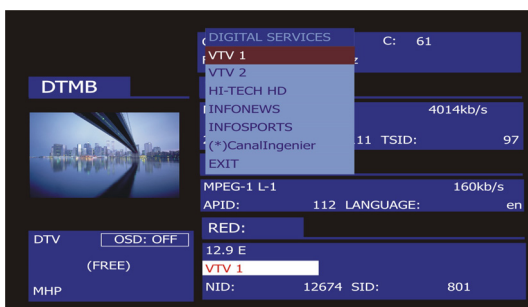 DIGITAL SERVICES
VTV 1
VTV 2
HI-TECH HD
INFONEWS
INFOSPORTS
(*)CanalIngenier
EXIT
C: 61
z
DTMB
4014kb/s
11 TSID: 97
MPEG-1 L-1 160kb/s
APID: 112 LANGUAGE: en
RED:
12.9 E
VTV 1
NID: 12674 SID: 801
DTV OSD: OFF
(FREE)
MHP